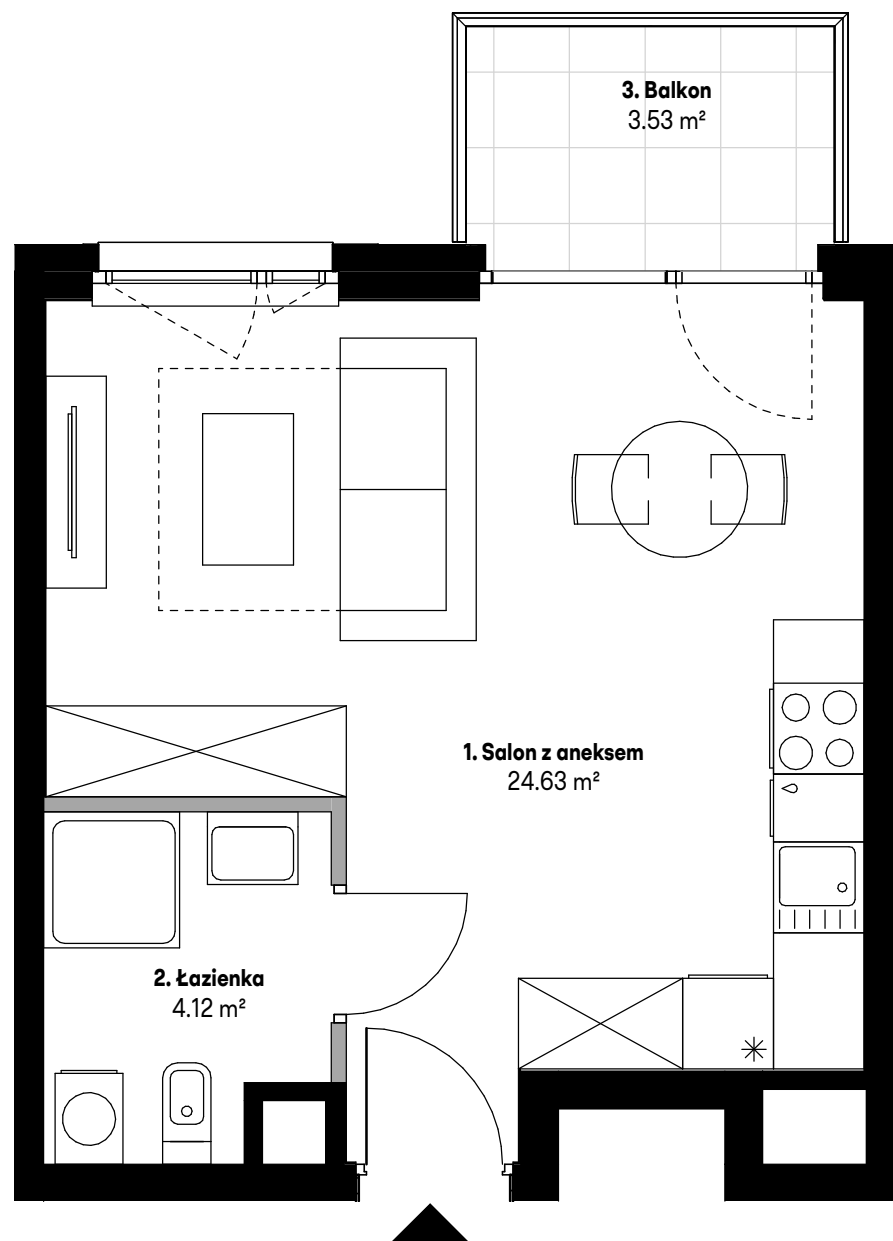 3. Balkon
3.53 m²
1. Salon z aneksem
24.63 m²
2. Łazienka
4.12 m²